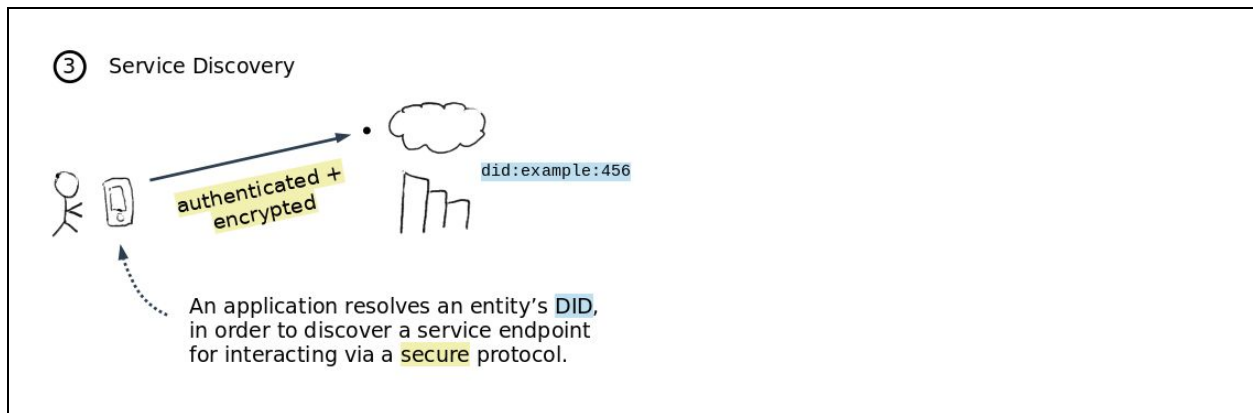 3 Service Discovery
did:example:456
authenticated +
encrypted
An application resolves an entity’s DID,
in order to discover a service endpoint
for interacting via a secure protocol.